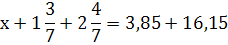 x + 1 3/7 + 2 4/7 = 3,85 + 16,15